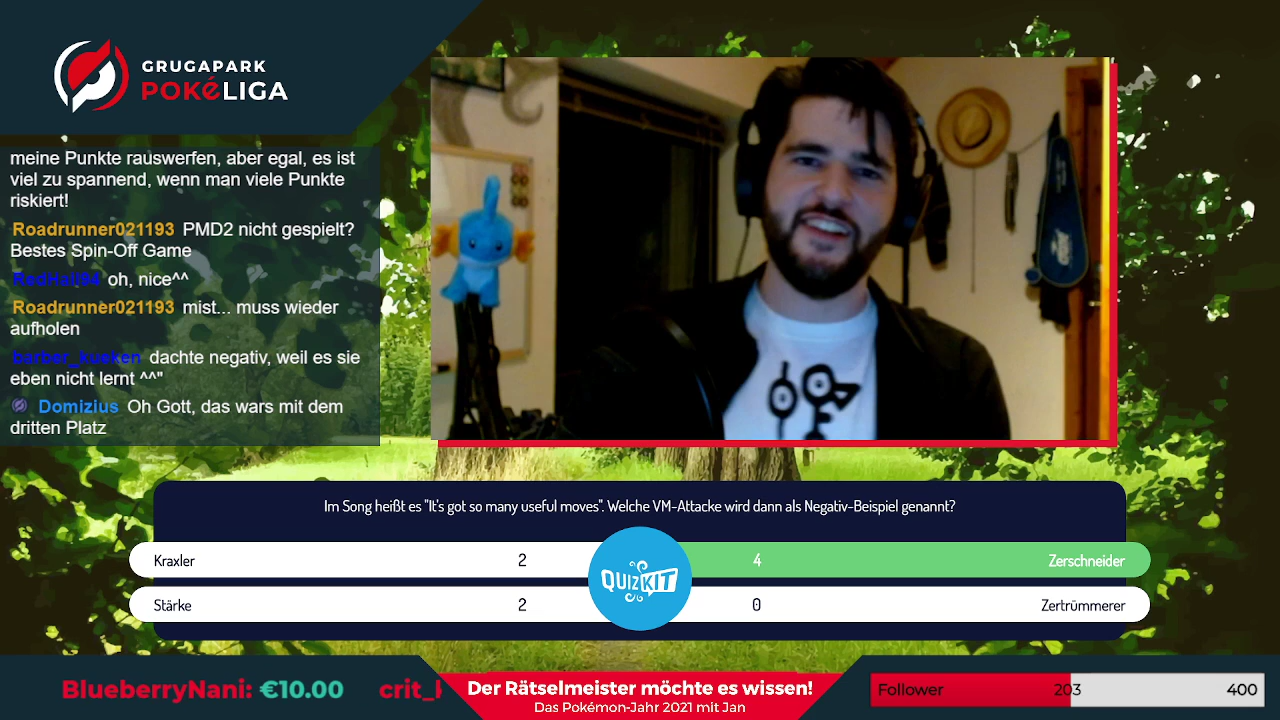 GRUGAPARK
POKéLIGA
meine Punkte rauswerfen, aber egal, es ist
viel zu spannend, wenn man viele Punkte
riskiert!
Roadrunner021193 PMD2 nicht gespielt?
Bestes Spin-Off Game
RedHalf94 oh, nice^^
Roadrunner021193 mist... muss wieder
aufholen
barber_kueken dachte negativ, weil es sie
eben nicht lernt ^^"
Domizius Oh Gott, das wars mit dem
dritten Platz
Im Song heißt es "It's got so many useful moves". Welche VM-Attacke wird dann als Negativ-Beispiel genannt?
Kraxler 2
4 Zerschneider
QUIZKIT
Stärke 2
0 Zertrümmerer
BlueberryNani: €10.00 crit_
Der Rätselmeister möchte es wissen!
Das Pokémon-Jahr 2021 mit Jan
Follower 203 400